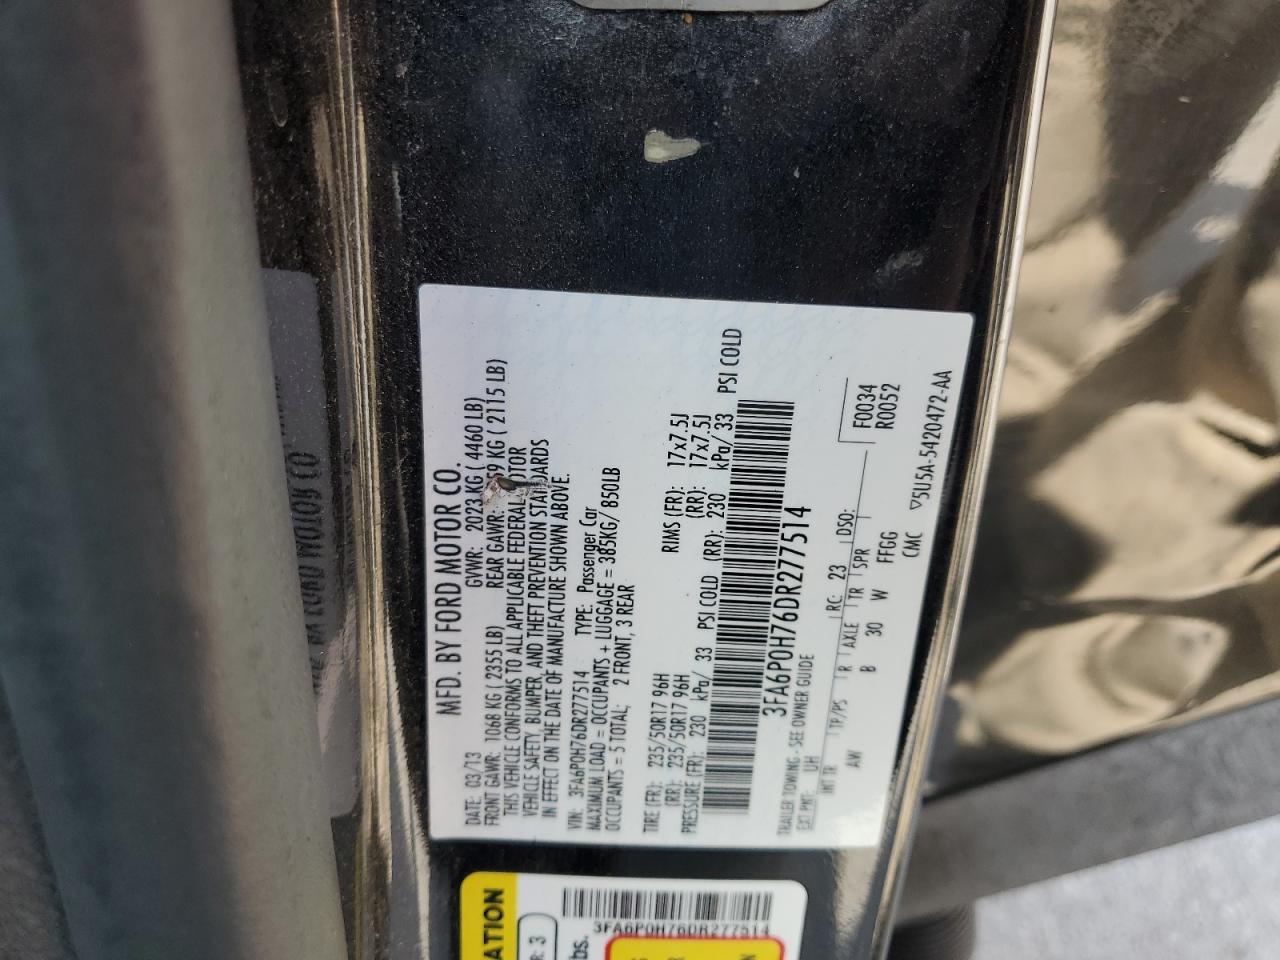 MFD. BY FORD MOTOR CO.
DATE: 03/13 GVWR: 2023 KG ( 4460 LB)
FRONT GAWR: 1068 KG ( 2355 LB) REAR GAWR: 59 KG ( 2115 LB)
THIS VEHICLE CONFORMS TO ALL APPLICABLE FEDERAL MOTOR
VEHICLE SAFETY, BUMPER, AND THEFT PREVENTION STANDARDS
IN EFFECT ON THE DATE OF MANUFACTURE SHOWN ABOVE.
VIN: 3FA6P0H76DR277514 TYPE: Passenger Car
MAXIMUM LOAD = OCCUPANTS + LUGGAGE = 385KG/ 850LB
OCCUPANTS = 5 TOTAL; 2 FRONT, 3 REAR
TIRE (FR): 235/50R17 96H RIMS (FR): 17x7.5J
(RR): 235/50R17 96H (RR): 17x7.5J
PRESSURE (FR): 230 kPa/ 33 PSI COLD (RR): 230 kPa/ 33 PSI COLD
3FA6P0H76DR277514
TRAILER TOWING - SEE OWNER GUIDE
F0034
R0052
EXT PNT: UH RC: 23 DSO:
INT TR TP/PS R AXLE TR SPR
AW B 30 W FFGG
CMC
5U5A-5420472-AA
ATION
R: 3
bs.
3FA6P0H76DR277514